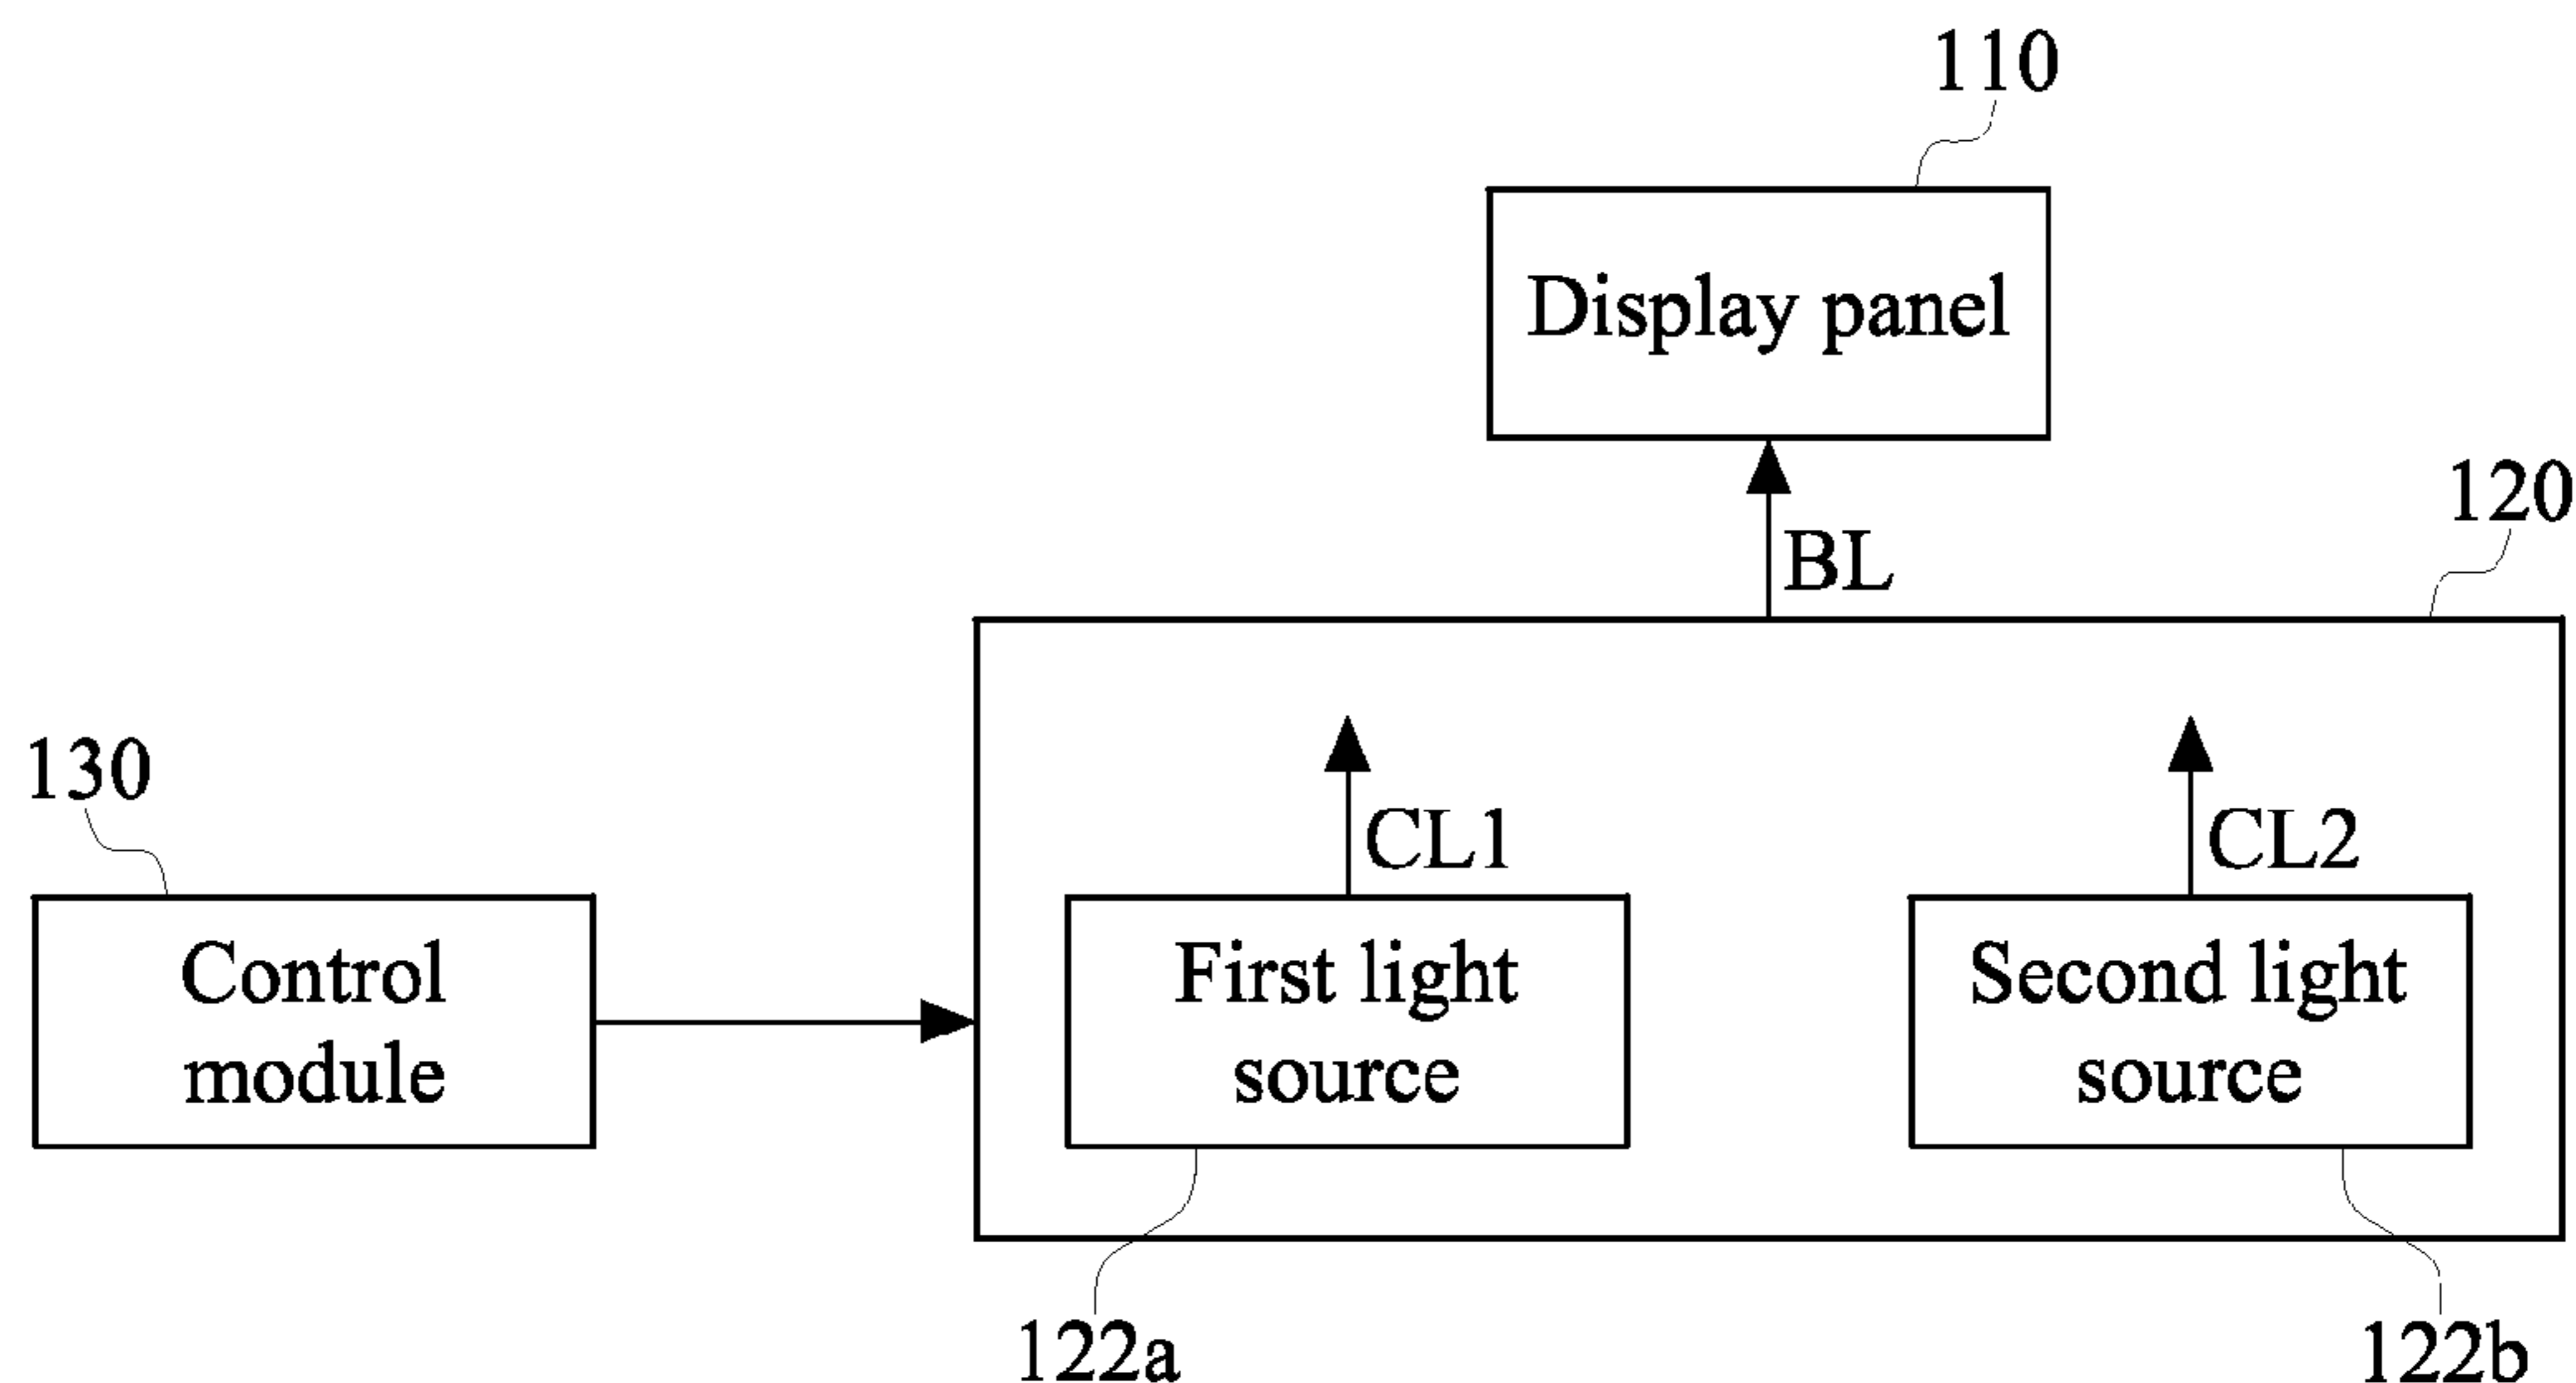 110
Display panel
120
BL
130
CL1
CL2
Control
module
First light
source
Second light
source
122a
122b